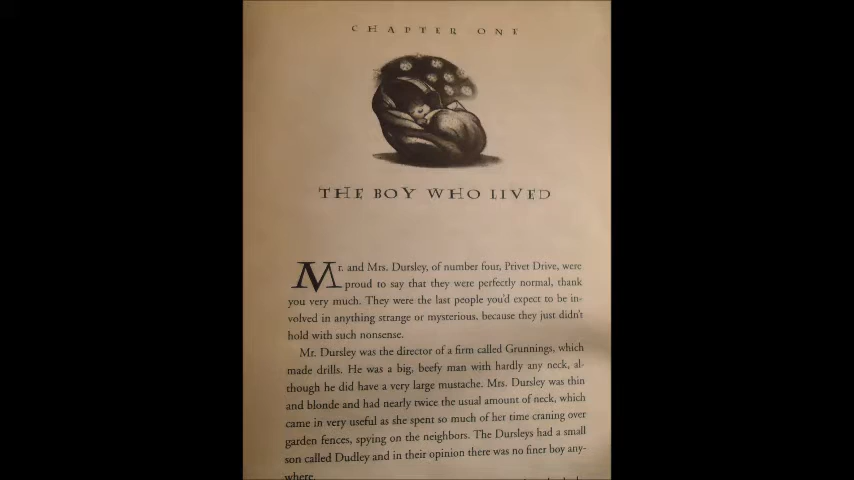 CHAPTER ONE
THE BOY WHO LIVED
Mr. and Mrs. Dursley, of number four, Privet Drive, were
proud to say that they were perfectly normal, thank
you very much. They were the last people you'd expect to be in-
volved in anything strange or mysterious, because they just didn't
hold with such nonsense.
Mr. Dursley was the director of a firm called Grunnings, which
made drills. He was a big, beefy man with hardly any neck, al-
though he did have a very large mustache. Mrs. Dursley was thin
and blonde and had nearly twice the usual amount of neck, which
came in very useful as she spent so much of her time craning over
garden fences, spying on the neighbors. The Dursleys had a small
son called Dudley and in their opinion there was no finer boy any-
where.